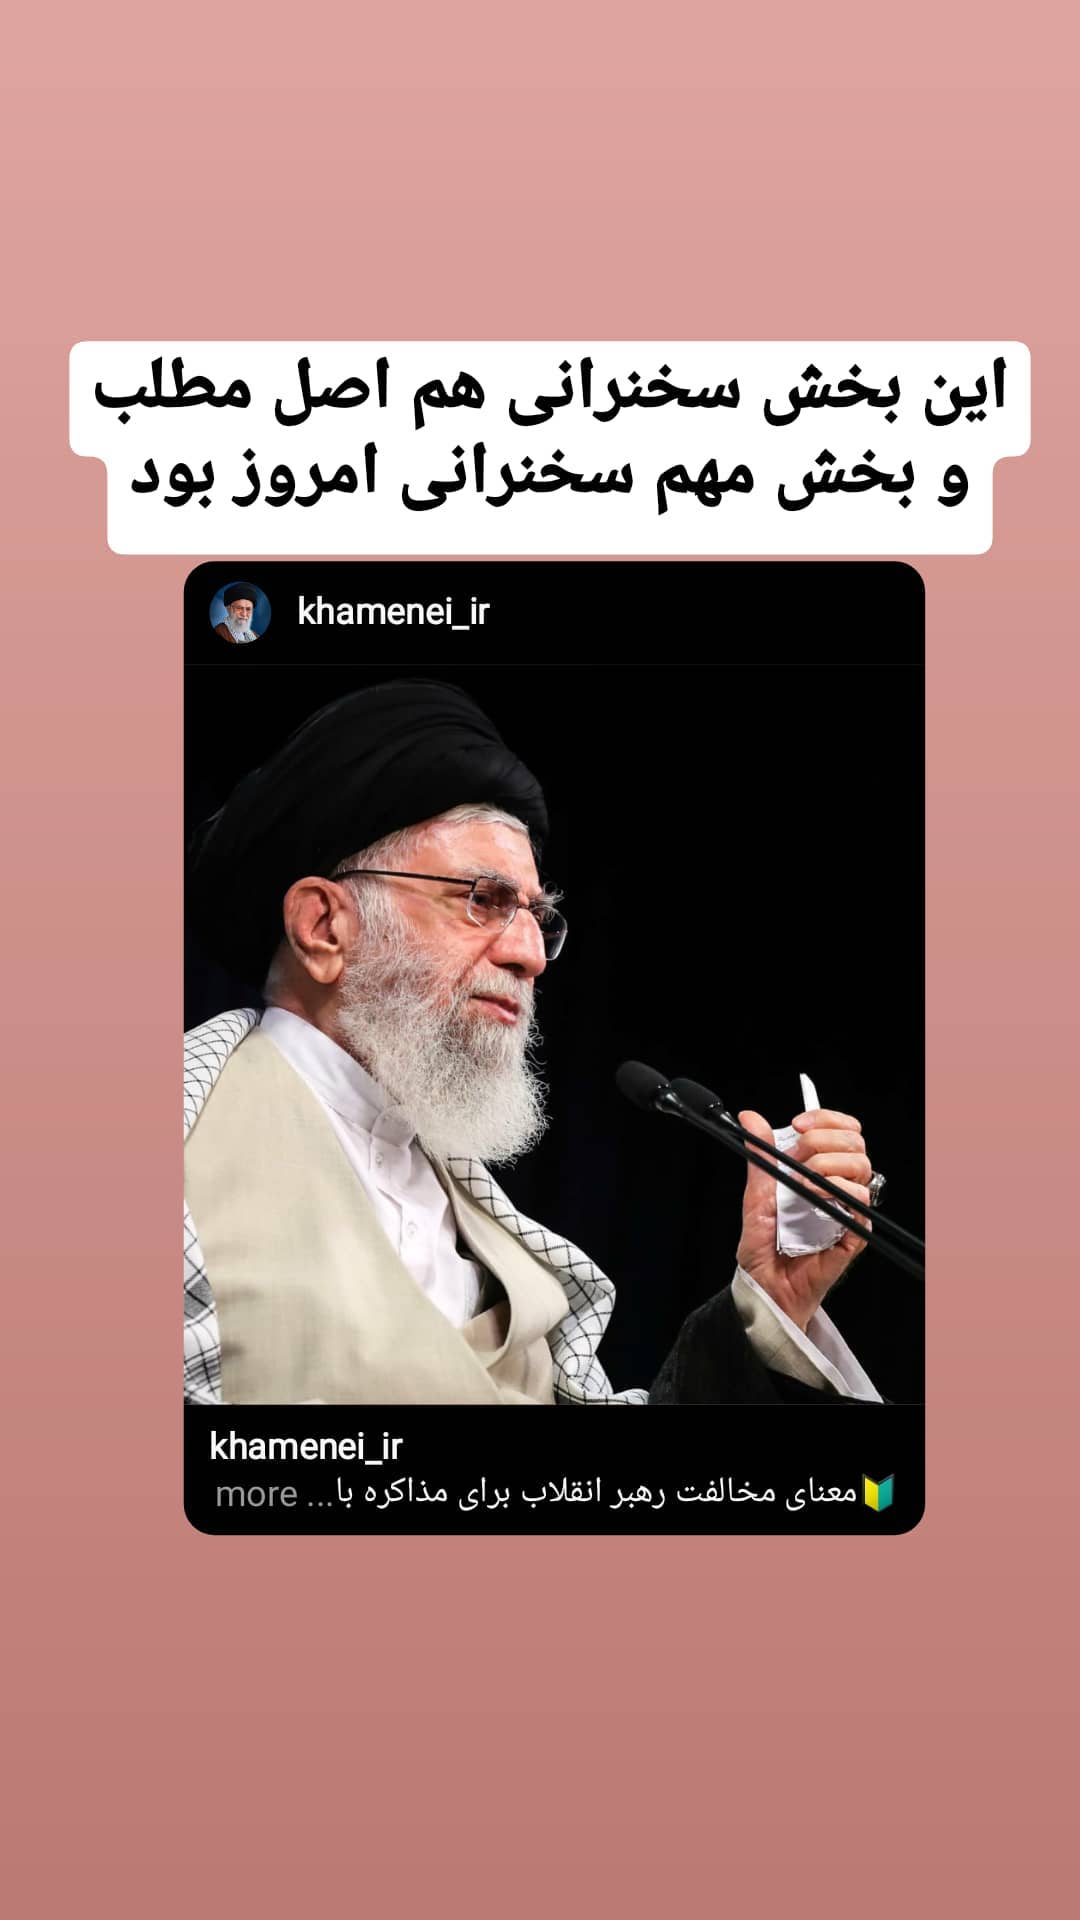 این بخش سخنرانی هم اصل مطلب
و بخش مهم سخنرانی امروز بود
khamenei_ir
khamenei_ir
🔰معنای مخالفت رهبر انقلاب برای مذاکره با... more